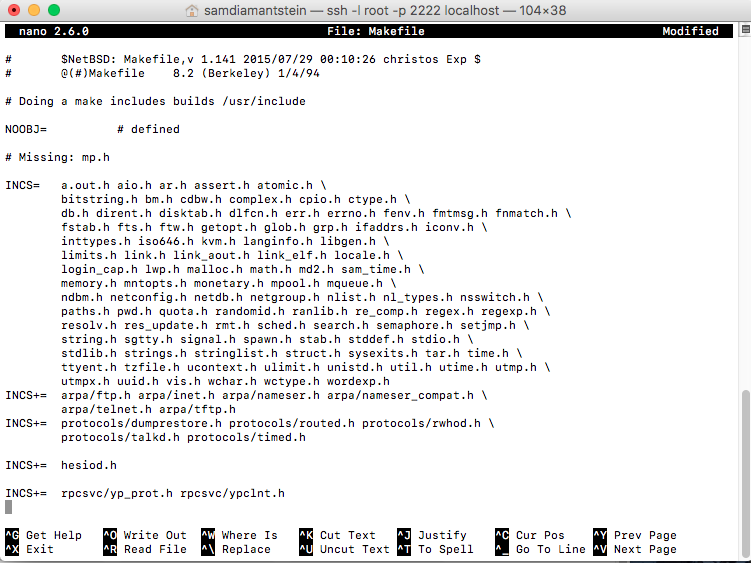 samdiamantstein — ssh -l root -p 2222 localhost — 104×38
nano 2.6.0 File: Makefile Modified
# $NetBSD: Makefile,v 1.141 2015/07/29 00:10:26 christos Exp $
# @(#)Makefile 8.2 (Berkeley) 1/4/94
# Doing a make includes builds /usr/include
NOOBJ= # defined
# Missing: mp.h
INCS= a.out.h aio.h ar.h assert.h atomic.h \
bitstring.h bm.h cdbw.h complex.h cpio.h ctype.h \
db.h dirent.h disktab.h dlfcn.h err.h errno.h fenv.h fmtmsg.h fnmatch.h \
fstab.h fts.h ftw.h getopt.h glob.h grp.h ifaddrs.h iconv.h \
inttypes.h iso646.h kvm.h langinfo.h libgen.h \
limits.h link.h link_aout.h link_elf.h locale.h \
login_cap.h lwp.h malloc.h math.h md2.h sam_time.h \
memory.h mntopts.h monetary.h mpool.h mqueue.h \
ndbm.h netconfig.h netdb.h netgroup.h nlist.h nl_types.h nsswitch.h \
paths.h pwd.h quota.h randomid.h ranlib.h re_comp.h regex.h regexp.h \
resolv.h res_update.h rmt.h sched.h search.h semaphore.h setjmp.h \
string.h sgtty.h signal.h spawn.h stab.h stddef.h stdio.h \
stdlib.h strings.h stringlist.h struct.h sysexits.h tar.h time.h \
ttyent.h tzfile.h ucontext.h ulimit.h unistd.h util.h utime.h utmp.h \
utmpx.h uuid.h vis.h wchar.h wctype.h wordexp.h
INCS+= arpa/ftp.h arpa/inet.h arpa/nameser.h arpa/nameser_compat.h \
arpa/telnet.h arpa/tftp.h
INCS+= protocols/dumprestore.h protocols/routed.h protocols/rwhod.h \
protocols/talkd.h protocols/timed.h
INCS+= hesiod.h
INCS+= rpcsvc/yp_prot.h rpcsvc/ypclnt.h
^G Get Help ^O Write Out ^W Where Is ^K Cut Text ^J Justify ^C Cur Pos ^Y Prev Page
^X Exit ^R Read File ^\ Replace ^U Uncut Text ^T To Spell ^_ Go To Line ^V Next Page